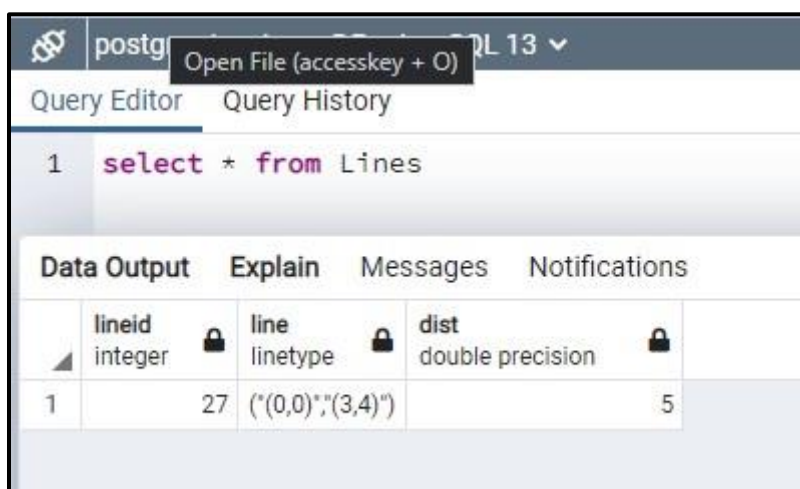 postg QL 13
Open File (accesskey + O)
Query Editor Query History
1 select * from Lines
Data Output Explain Messages Notifications
lineid line dist
integer linetype double precision
1 27 ("(0,0)","(3,4)") 5